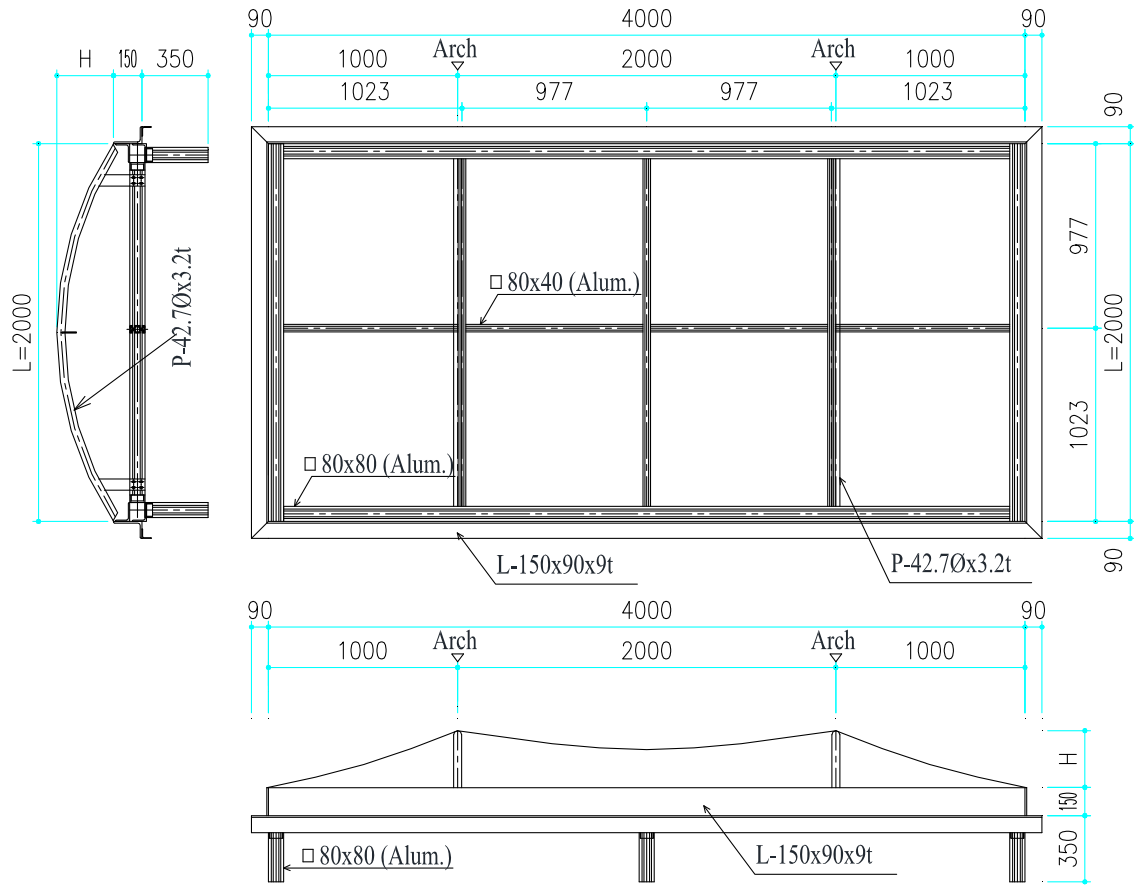 90 4000 90
H 150 350
Arch Arch
1000 2000 1000
1023 977 977 1023
90
L=2000
P-42.7Øx3.2t
□ 80x40 (Alum.)
977
L=2000
1023
□ 80x80 (Alum.)
L-150x90x9t
P-42.7Øx3.2t
90
90 4000 90
Arch Arch
1000 2000 1000
H
150
350
□ 80x80 (Alum.)
L-150x90x9t